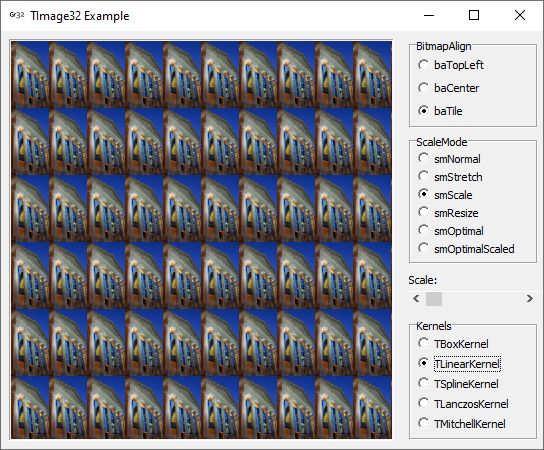 Gr32 TImage32 Example
BitmapAlign
baTopLeft
baCenter
baTile
ScaleMode
smNormal
smStretch
smScale
smResize
smOptimal
smOptimalScaled
Scale:
Kernels
TBoxKernel
TLinearKernel
TSplineKernel
TLanczosKernel
TMitchellKernel